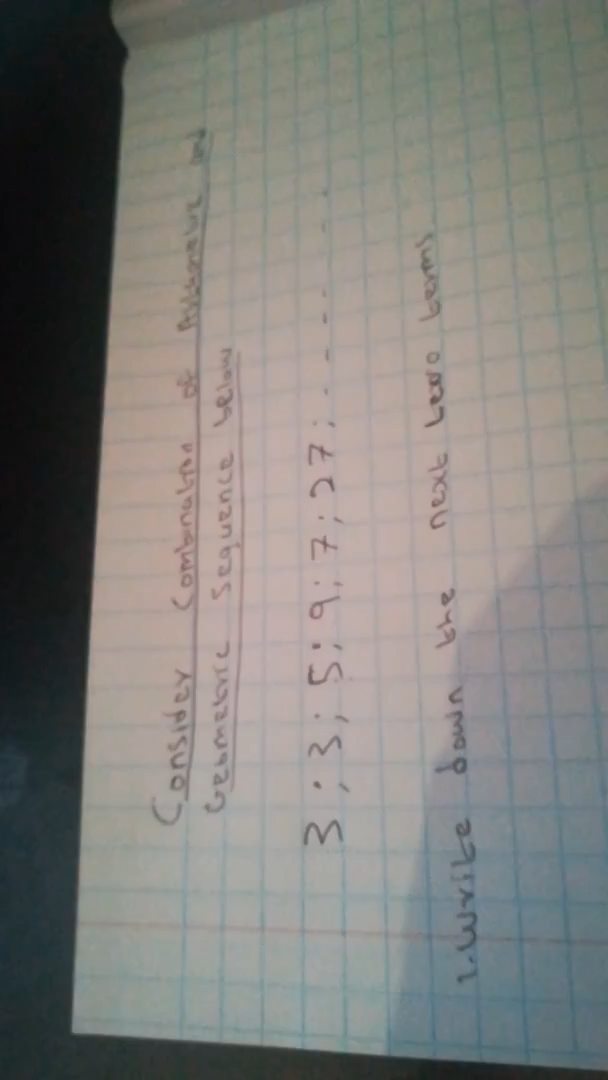 Consider Combination of Arithmetic and
Geometric Sequence below
3 ; 3 ; 5 ; 9 ; 7 ; 27 ; . - - - - . .
1. Write down the next two terms